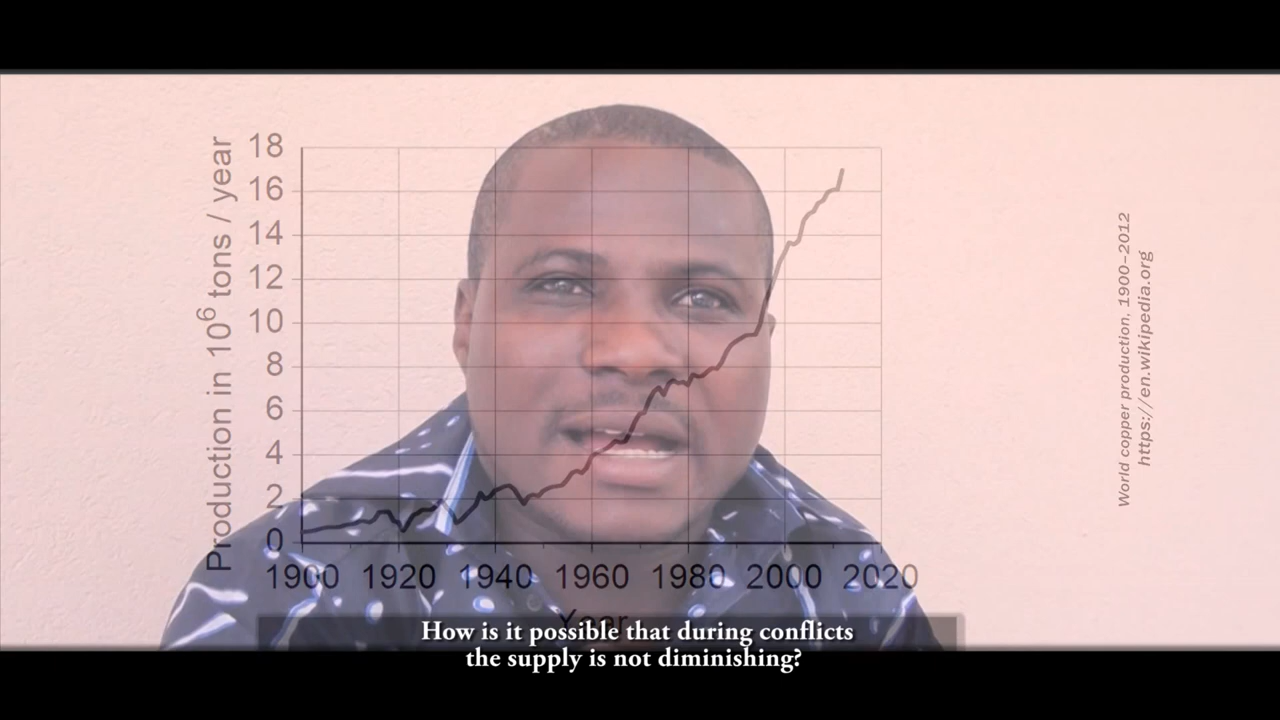 Production in 10⁶ tons / year
18
16
14
12
10
8
6
4
2
0
1900 1920 1940 1960 1980 2000 2020
Year
World copper production, 1900–2012
https://en.wikipedia.org
How is it possible that during conflicts
the supply is not diminishing?